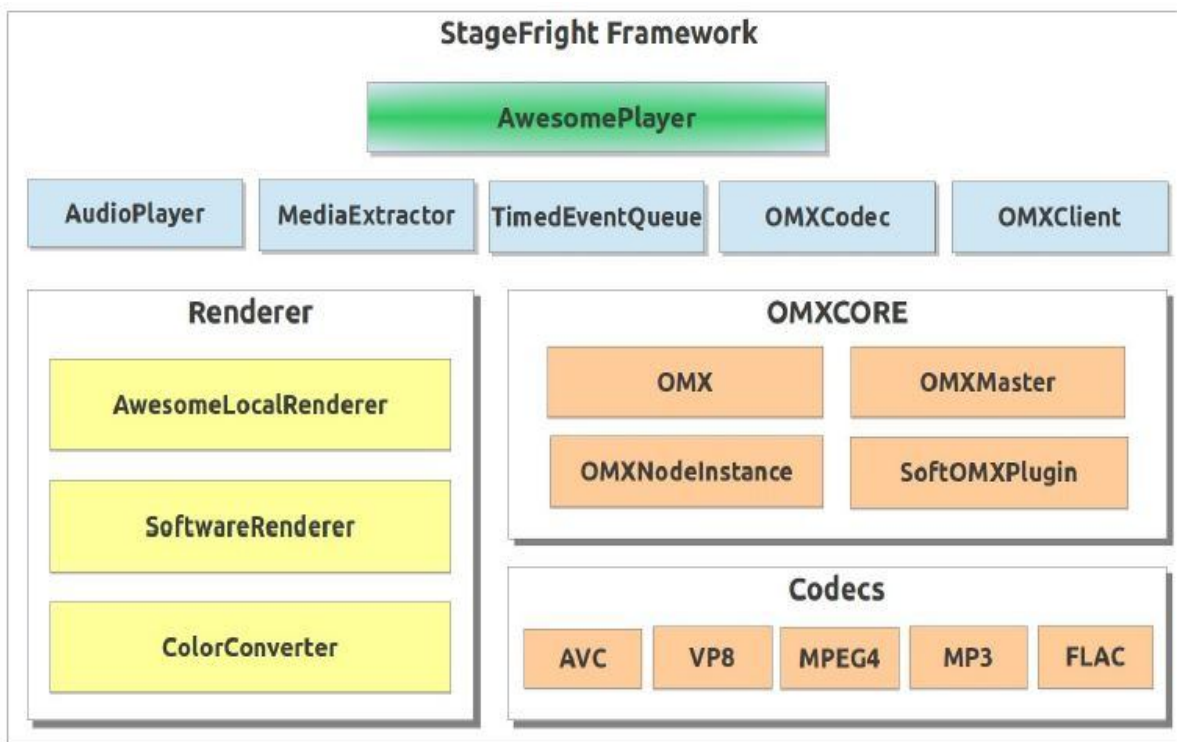 StageFright Framework
AwesomePlayer
AudioPlayer
MediaExtractor
TimedEventQueue
OMXCodec
OMXClient
Renderer
AwesomeLocalRenderer
SoftwareRenderer
ColorConverter
OMXCORE
OMX
OMXMaster
OMXNodeInstance
SoftOMXPlugin
Codecs
AVC
VP8
MPEG4
MP3
FLAC